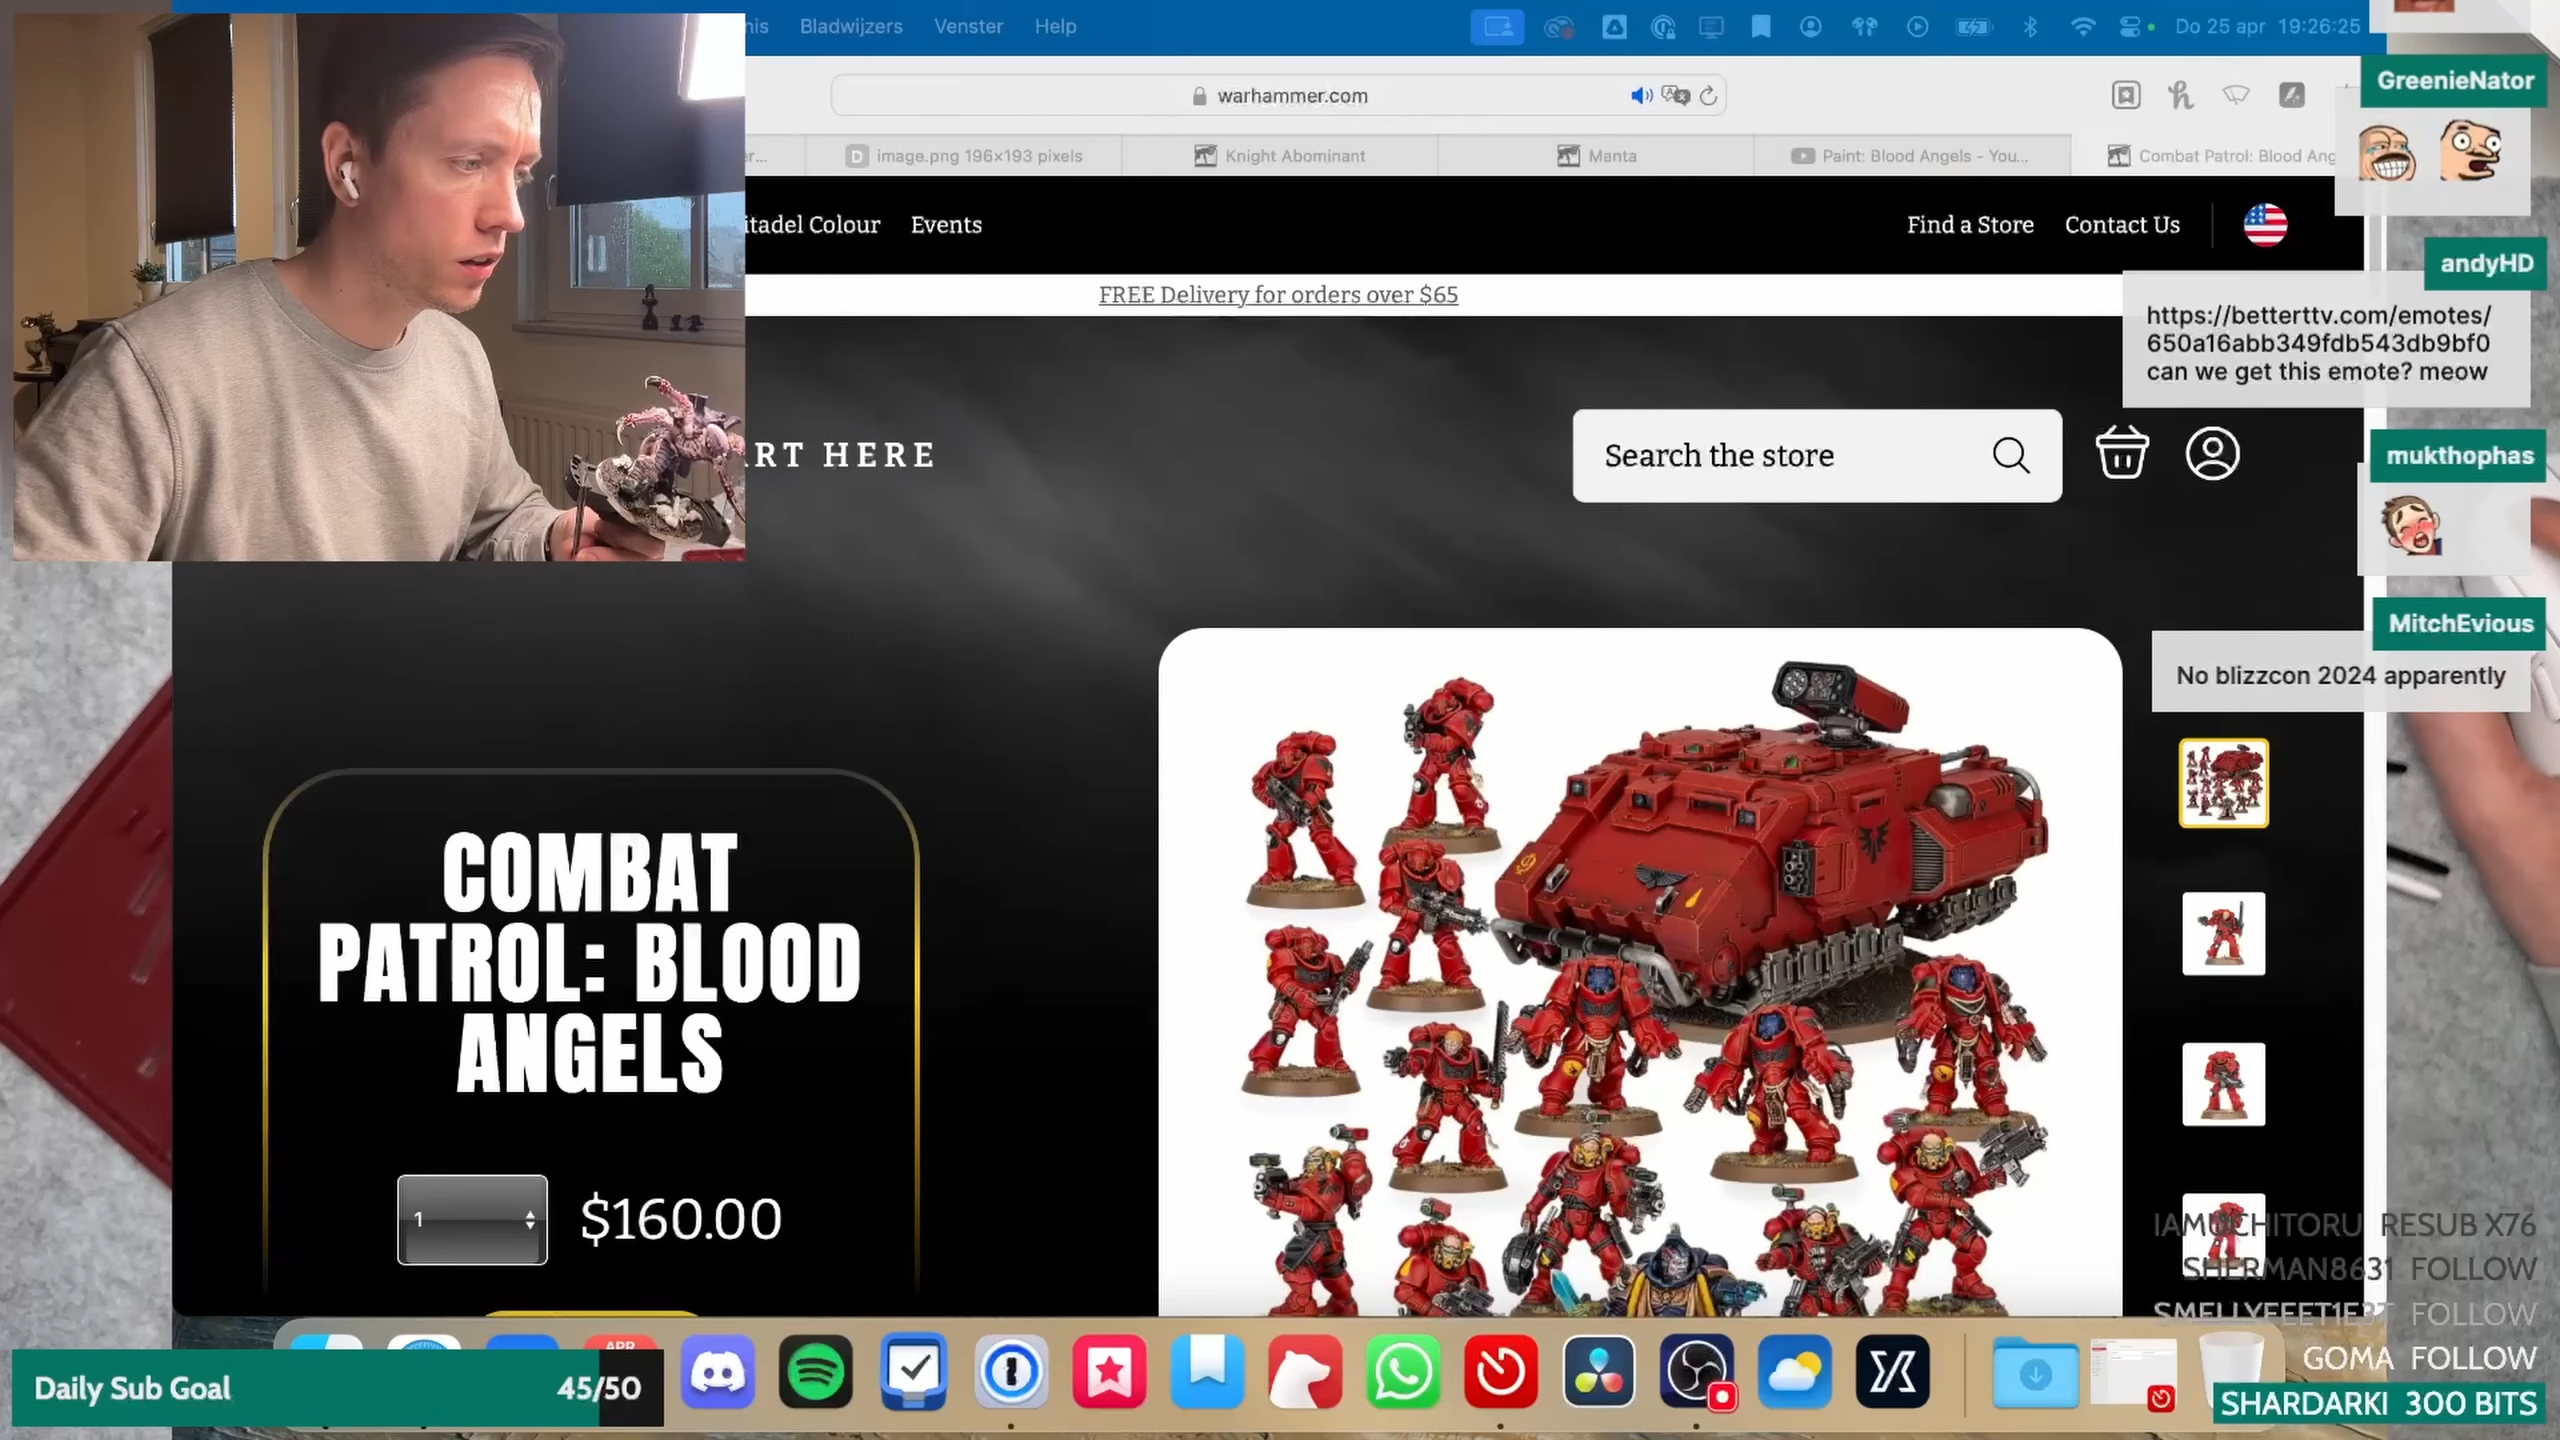 Bladwijzers Venster Help
Do 25 apr 19:26:25
warhammer.com
image.png 196×193 pixels
Knight Abominant
Manta
Paint: Blood Angels - You...
Combat Patrol: Blood Ang
itadel Colour Events
Find a Store Contact Us
FREE Delivery for orders over $65
RT HERE
Search the store
COMBAT
PATROL: BLOOD
ANGELS
1
$160.00
GreenieNator
andyHD
https://betterttv.com/emotes/
650a16abb349fdb543db9bf0
can we get this emote? meow
mukthophas
MitchEvious
No blizzcon 2024 apparently
IAMUCHITORU RESUB X76
SHERMAN8631 FOLLOW
FOLLOW
GOMA FOLLOW
SHARDARKI 300 BITS
APR
Daily Sub Goal 45/50